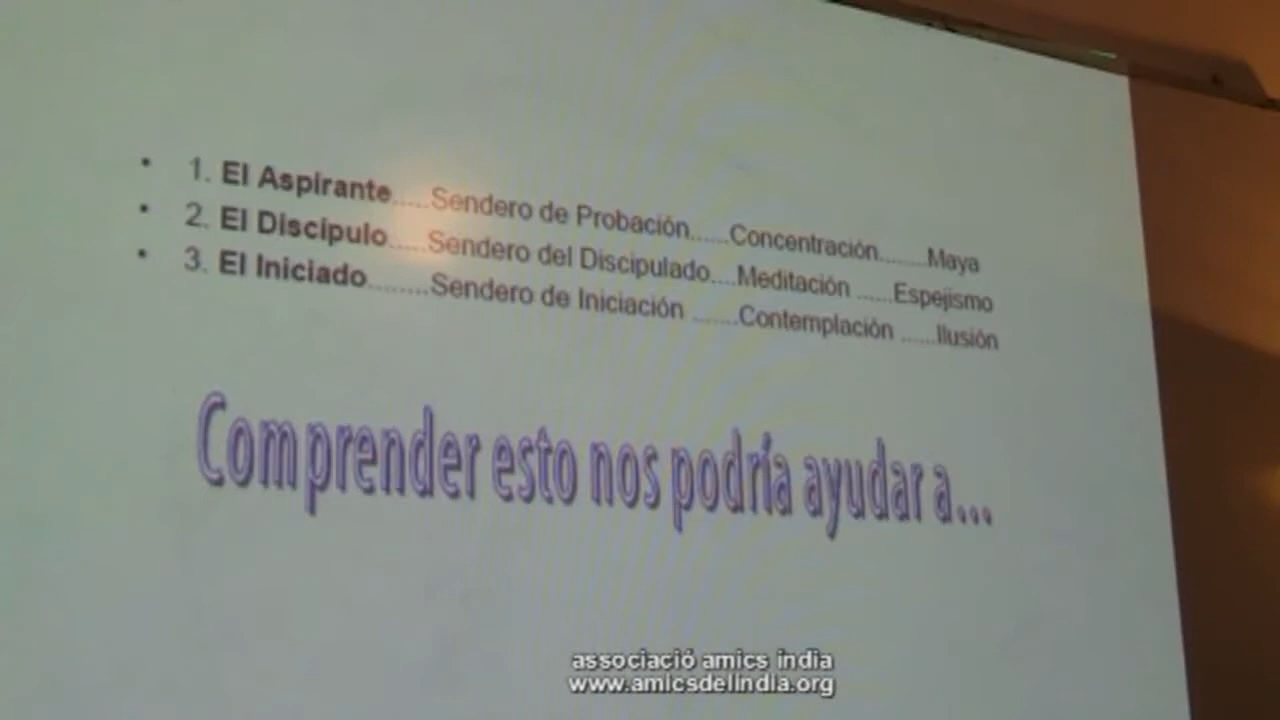 • 1. El Aspirante.....Sendero de Probación......Concentración........Maya
• 2. El Discípulo.....Sendero del Discipulado....Meditación ......Espejismo
• 3. El Iniciado........Sendero de Iniciación .......Contemplación ......Ilusión
Comprender esto nos podría ayudar a...
associació amics india
www.amicsdelindia.org